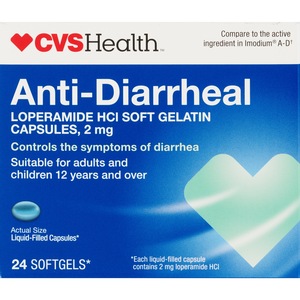 CVSHealth™
Compare to the active
ingredient in Imodium® A-D†
Anti-Diarrheal
LOPERAMIDE HCl SOFT GELATIN
CAPSULES, 2 mg
Controls the symptoms of diarrhea
Suitable for adults and
children 12 years and over
Actual Size
Liquid-Filled Capsules*
24 SOFTGELS*
*Each liquid-filled capsule
contains 2 mg loperamide HCl